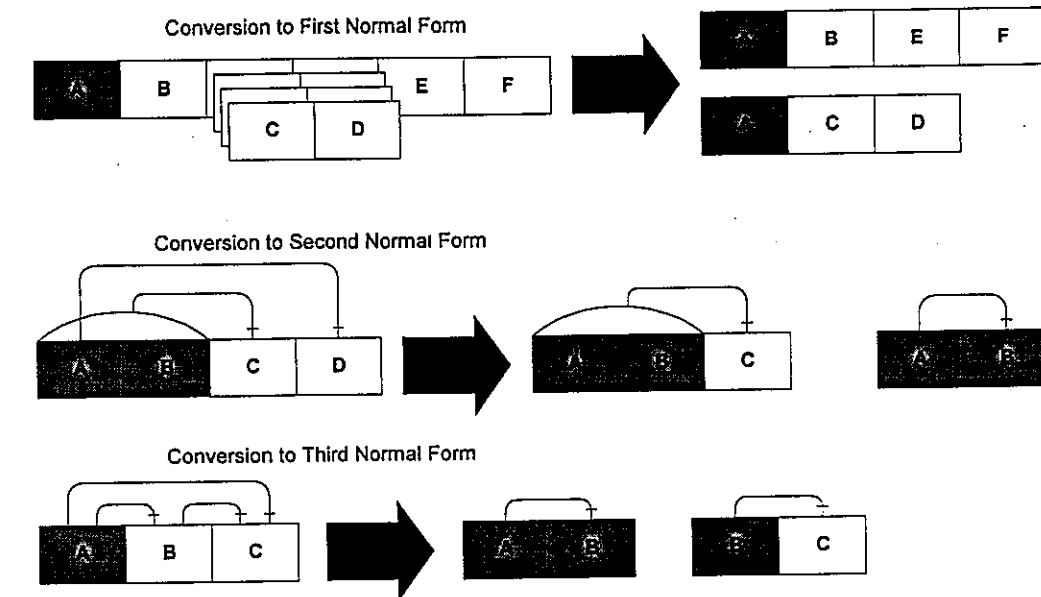 Conversion to First Normal Form
A B E F
C D
A B E F
A C D
Conversion to Second Normal Form
A B C D
A B C
A B
Conversion to Third Normal Form
A B C
A B
B C